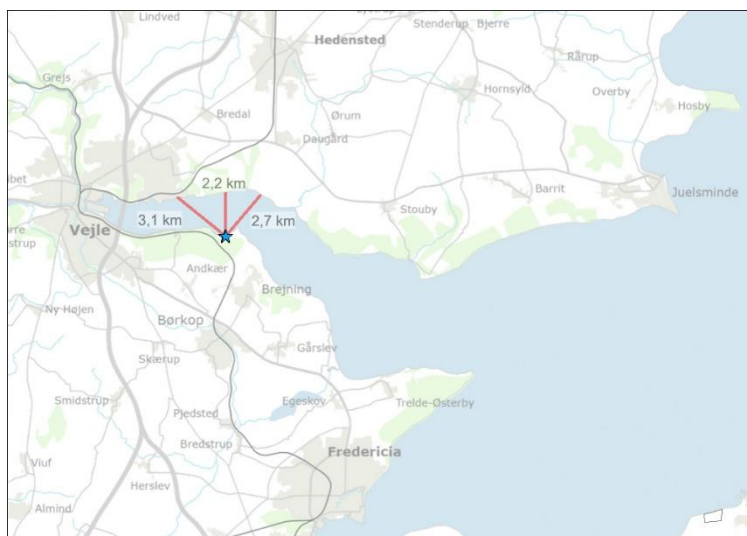 Lindved
Stenderup
Bjerre
Hedensted
Rårup
Grejs
Overby
Hornsyld
Hosby
Bredal
Ørum
Daugård
2,2 km
Barrit
Juelsminde
3,1 km
2,7 km
Stouby
Vejle
Andkær
Brejning
Ny Højen
Børkop
Gårslev
Skærup
Smidstrup
Egeskov
Trelde-Østerby
Pjedsted
Bredstrup
Fredericia
Viuf
Herslev
Almind